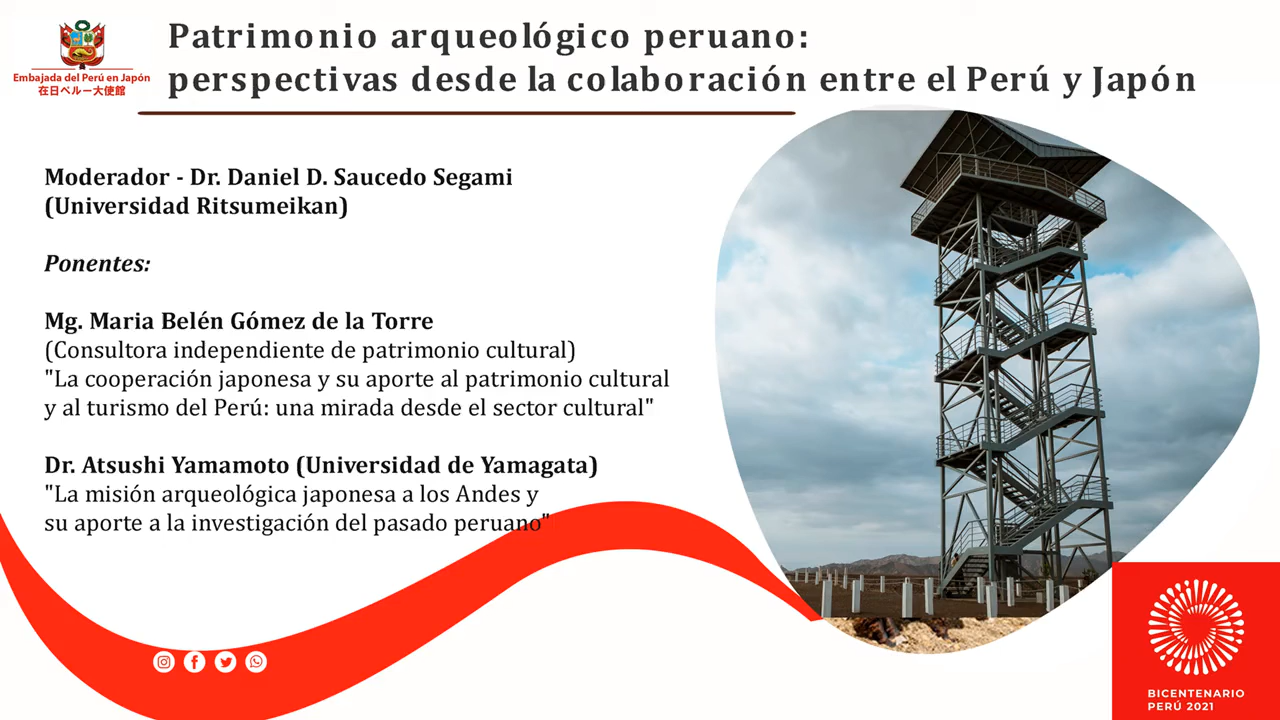 Patrimonio arqueológico peruano:
perspectivas desde la colaboración entre el Perú y Japón
Embajada del Perú en Japón
在日ペルー大使館
Moderador - Dr. Daniel D. Saucedo Segami
(Universidad Ritsumeikan)
Ponentes:
Mg. Maria Belén Gómez de la Torre
(Consultora independiente de patrimonio cultural)
"La cooperación japonesa y su aporte al patrimonio cultural
y al turismo del Perú: una mirada desde el sector cultural"
Dr. Atsushi Yamamoto (Universidad de Yamagata)
"La misión arqueológica japonesa a los Andes y
su aporte a la investigación del pasado peruano"
BICENTENARIO
PERÚ 2021